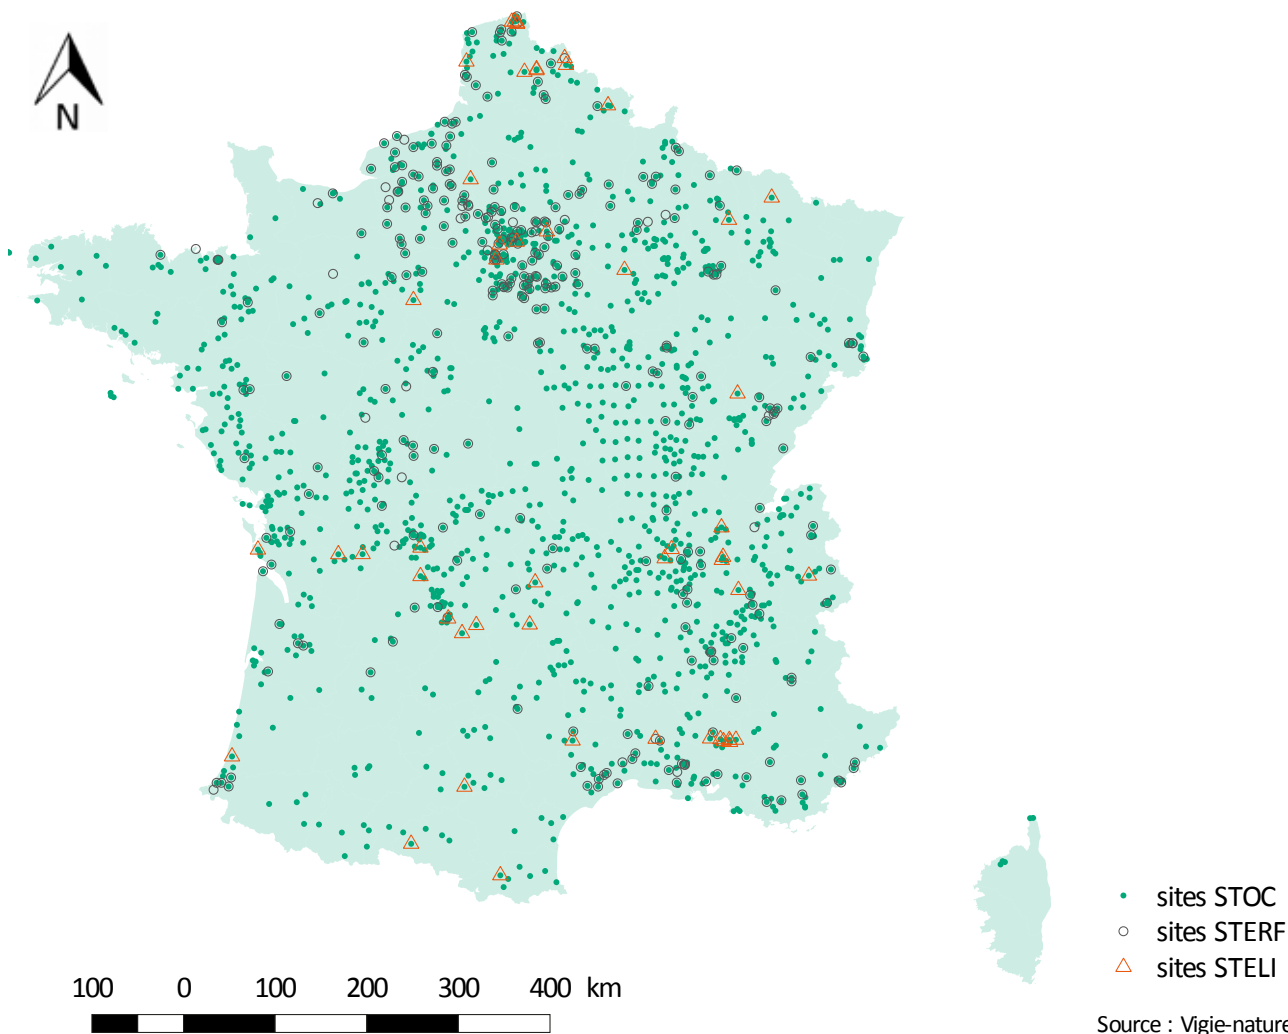 N
sites STOC
sites STERF
sites STELI
100 0 100 200 300 400 km
Source : Vigie-nature